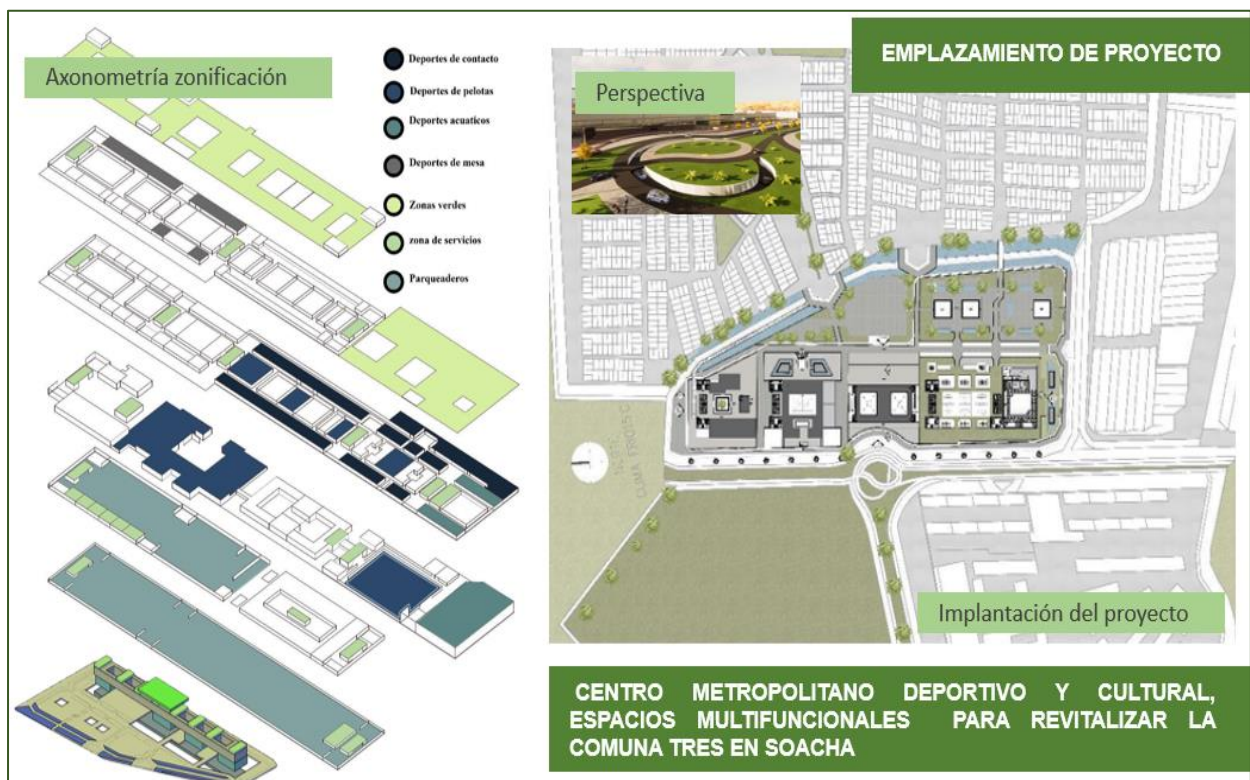 Axonometría zonificación
Deportes de contacto
Deportes de pelotas
Deportes acuaticos
Deportes de mesa
Zonas verdes
zona de servicios
Parqueaderos
EMPLAZAMIENTO DE PROYECTO
Perspectiva
Implantación del proyecto
CENTRO METROPOLITANO DEPORTIVO Y CULTURAL,
ESPACIOS MULTIFUNCIONALES PARA REVITALIZAR LA
COMUNA TRES EN SOACHA